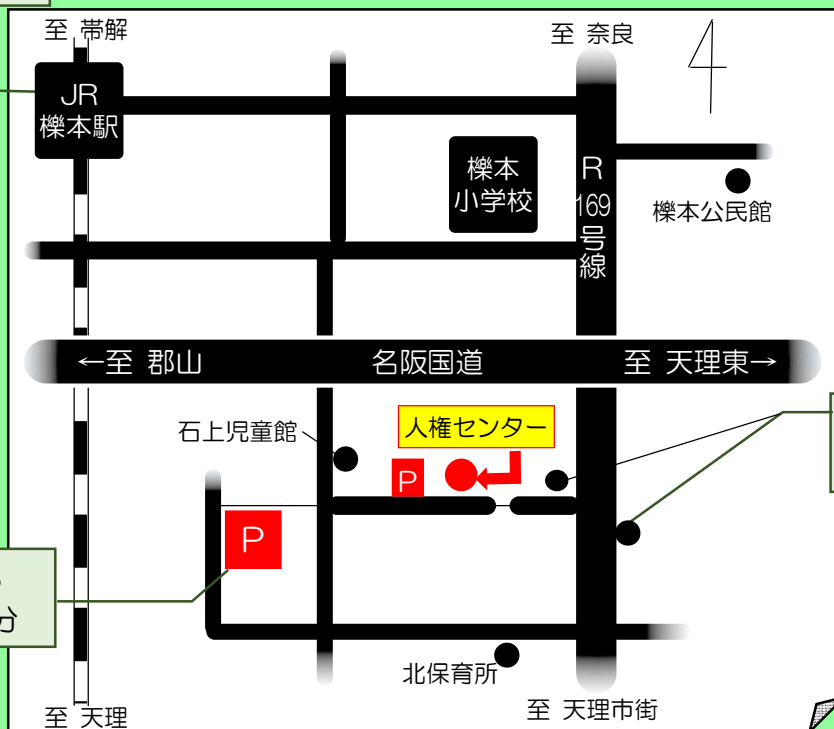 至 帯解
至 奈良
JR
櫟本駅
櫟本
小学校
R
169
号
線
櫟本公民館
←至 郡山
名阪国道
至 天理東→
石上児童館
人権センター
P
P
分
北保育所
至 天理
至 天理市街